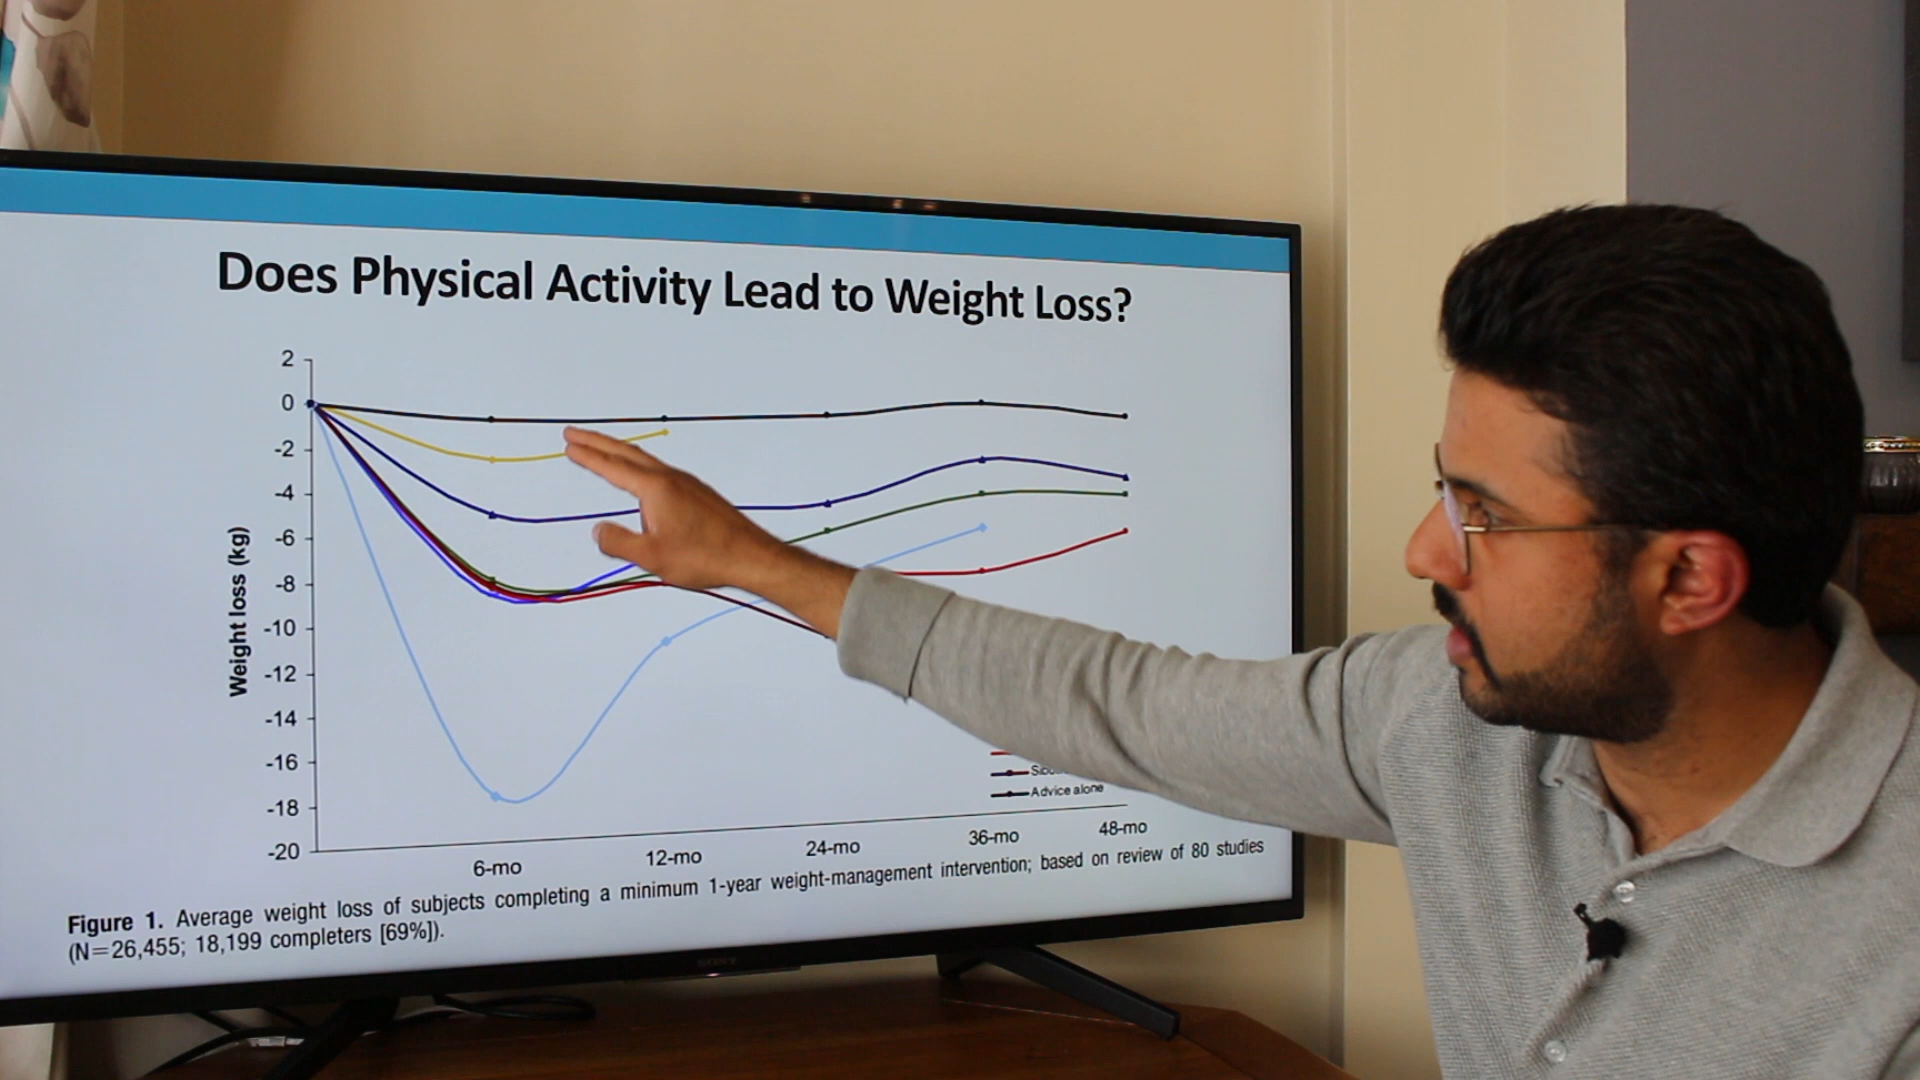 Does Physical Activity Lead to Weight Loss?
2
0
-2
-4
-6
-8
-10
-12
-14
-16
-18
-20
Weight loss (kg)
Advice alone
6-mo
12-mo
24-mo
36-mo
48-mo
Figure 1. Average weight loss of subjects completing a minimum 1-year weight-management intervention; based on review of 80 studies
(N=26,455; 18,199 completers [69%]).
SONY